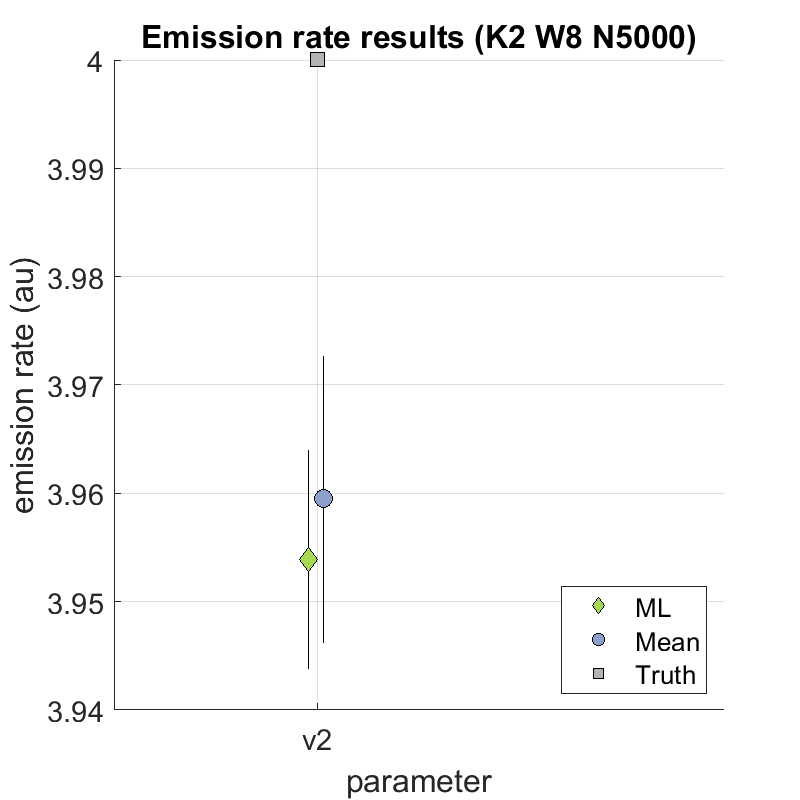 Emission rate results (K2 W8 N5000)
4
3.99
3.98
3.97
3.96
3.95
3.94
emission rate (au)
ML
Mean
Truth
v2
parameter